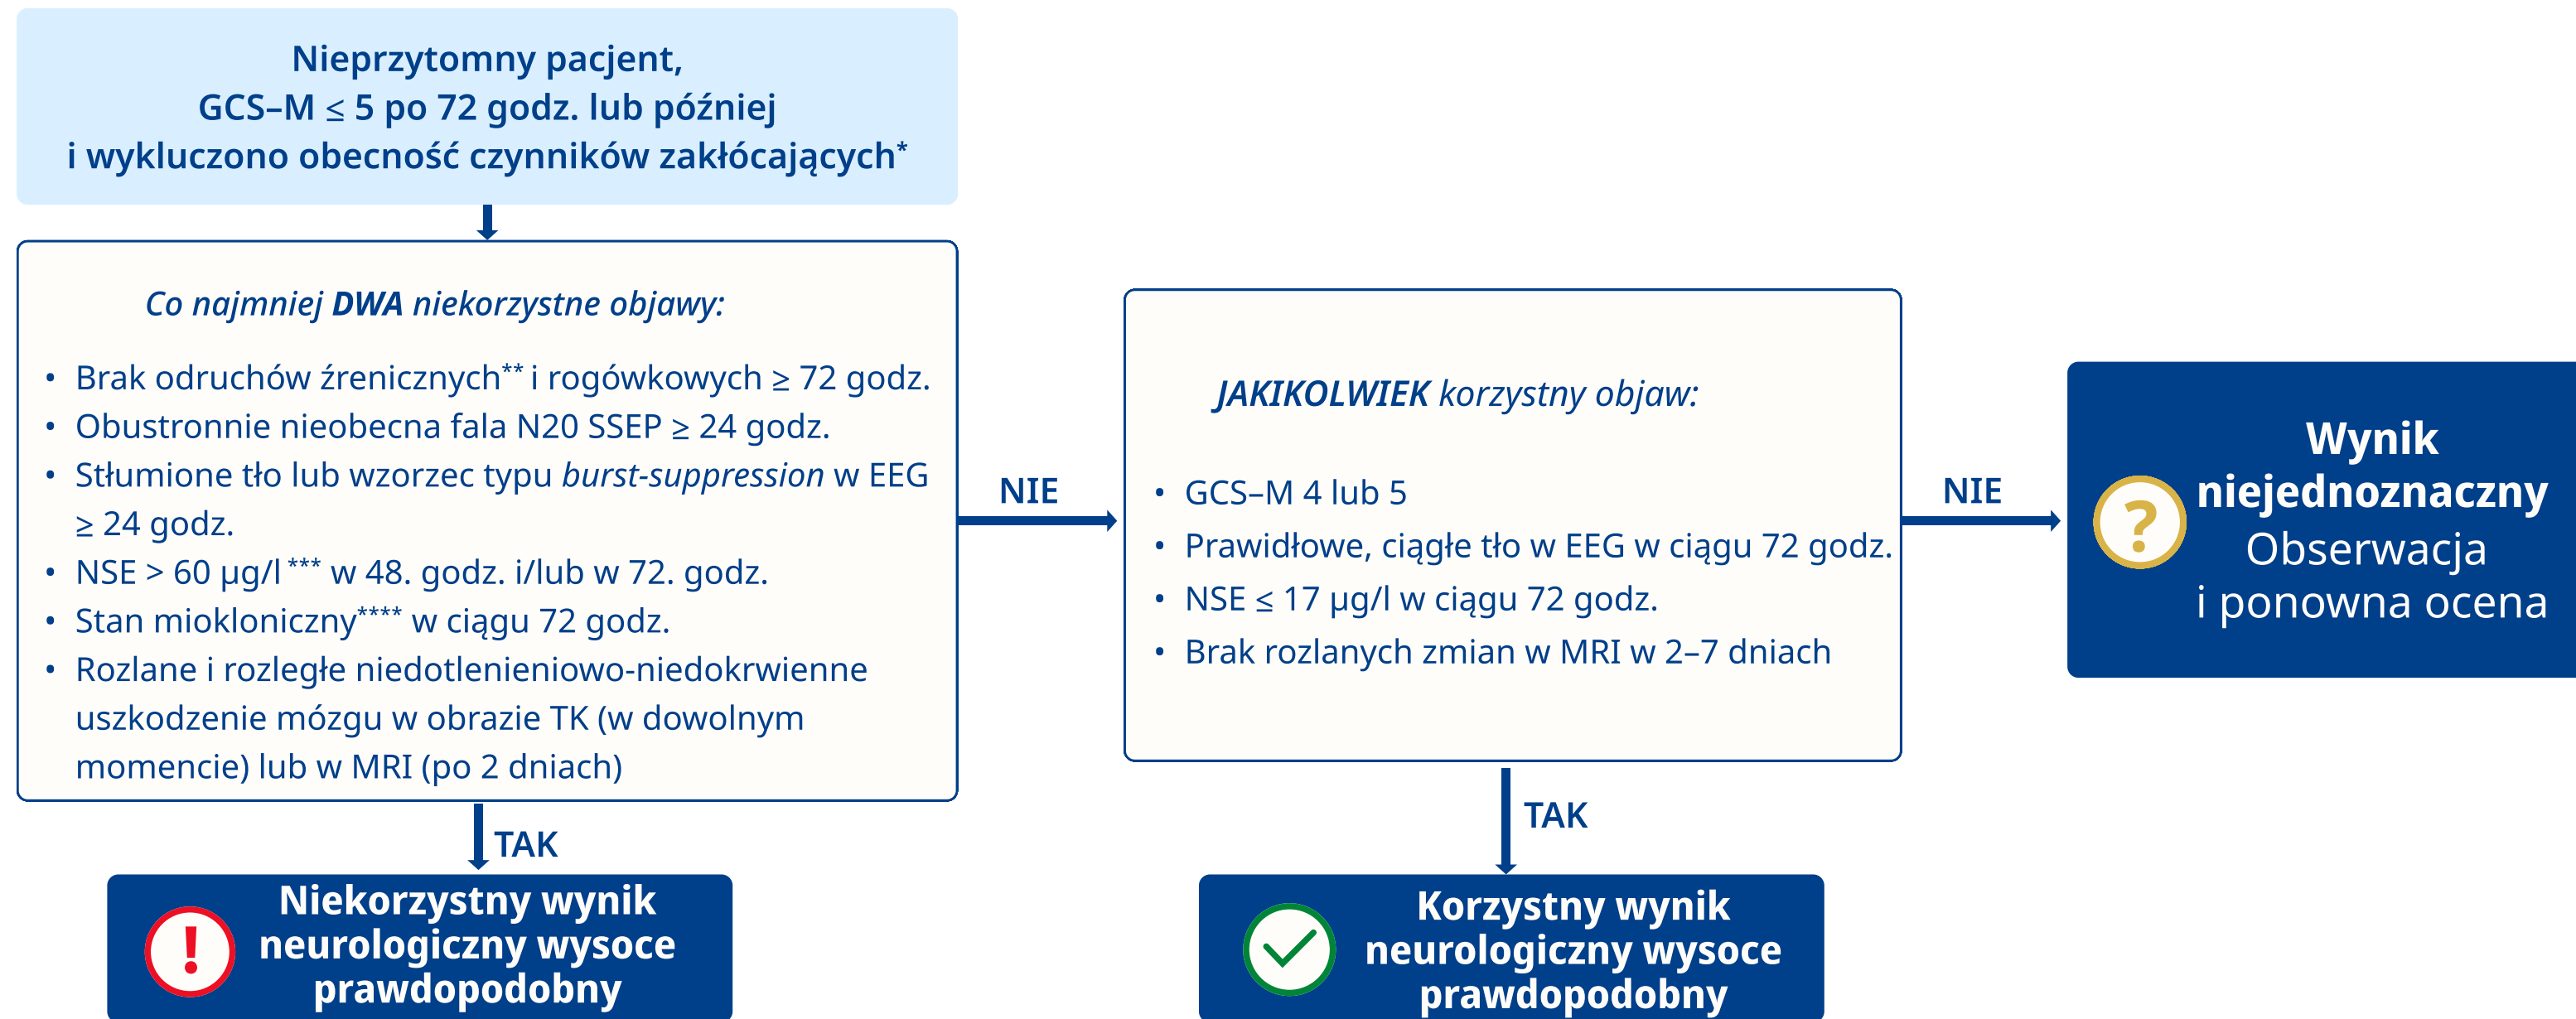 Nieprzytomny pacjent,
GCS–M ≤ 5 po 72 godz. lub później
i wykluczono obecność czynników zakłócających*
Co najmniej DWA niekorzystne objawy:
• Brak odruchów źrenicznych** i rogówkowych ≥ 72 godz.
• Obustronnie nieobecna fala N20 SSEP ≥ 24 godz.
• Stłumione tło lub wzorzec typu burst-suppression w EEG
≥ 24 godz.
• NSE > 60 µg/l *** w 48. godz. i/lub w 72. godz.
• Stan miokloniczny**** w ciągu 72 godz.
• Rozlane i rozległe niedotlenieniowo-niedokrwienne
uszkodzenie mózgu w obrazie TK (w dowolnym
momencie) lub w MRI (po 2 dniach)
NIE
JAKIKOLWIEK korzystny objaw:
• GCS–M 4 lub 5
• Prawidłowe, ciągłe tło w EEG w ciągu 72 godz.
• NSE ≤ 17 µg/l w ciągu 72 godz.
• Brak rozlanych zmian w MRI w 2–7 dniach
NIE
?
Wynik
niejednoznaczny
Obserwacja
i ponowna ocena
TAK
!
Niekorzystny wynik
neurologiczny wysoce
prawdopodobny
TAK
Korzystny wynik
neurologiczny wysoce
prawdopodobny